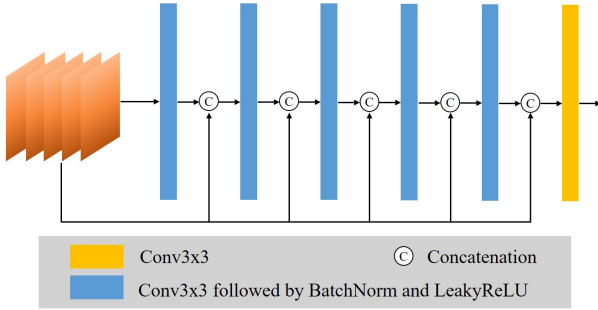 C C C C C
Conv3x3 C Concatenation
Conv3x3 followed by BatchNorm and LeakyReLU